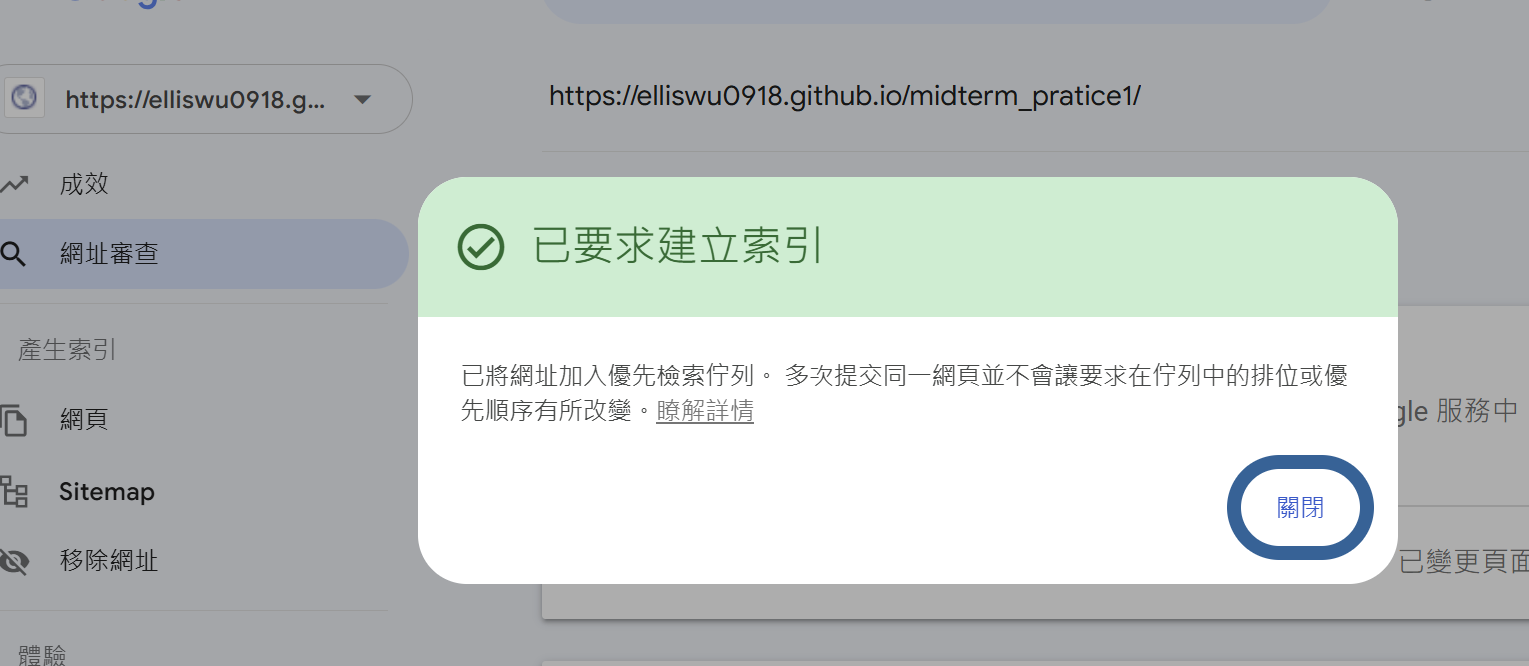 https://elliswu0918.g...
https://elliswu0918.github.io/midterm_pratice1/
成效
網址審查
產生索引
網頁
Sitemap
移除網址
體驗
已要求建立索引
已將網址加入優先檢索佇列。 多次提交同一網頁並不會讓要求在佇列中的排位或優
先順序有所改變。瞭解詳情
關閉
gle 服務中
已變更頁面